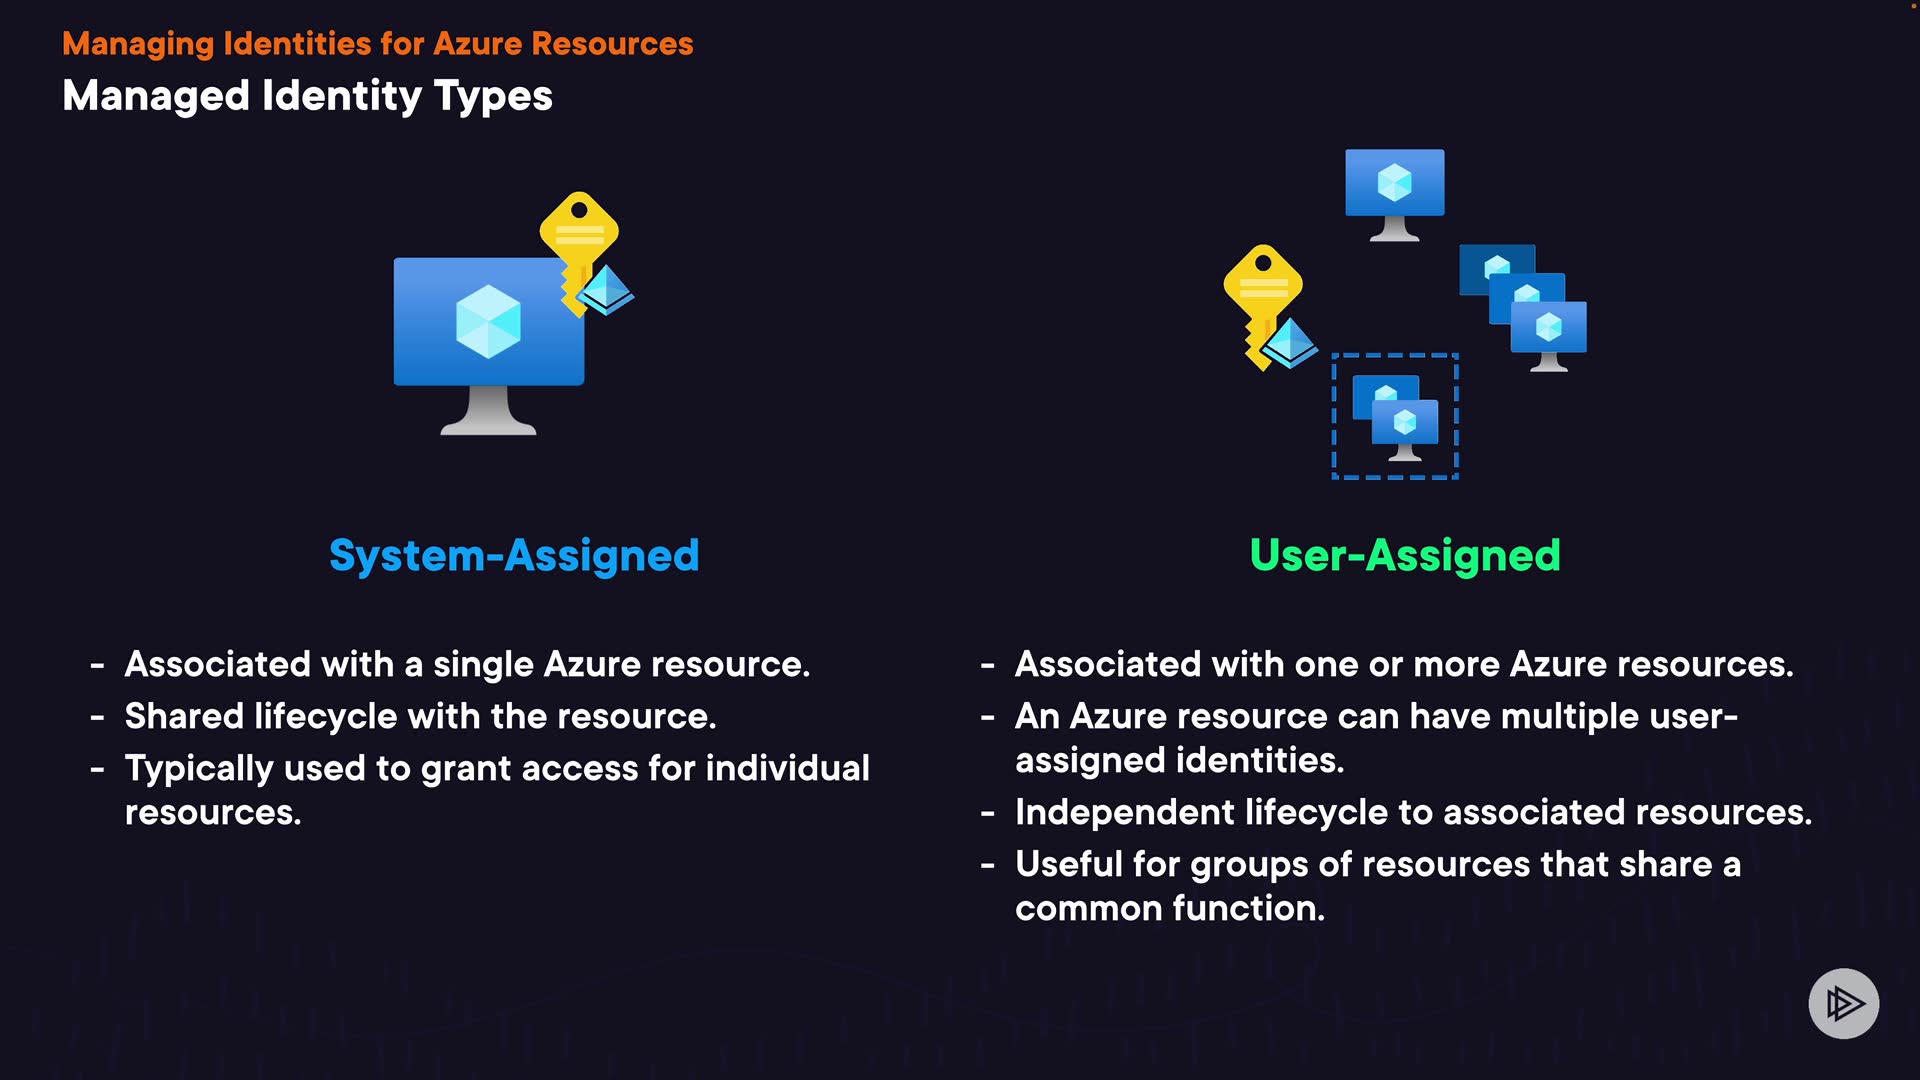 Managing Identities for Azure Resources
Managed Identity Types
System-Assigned
- Associated with a single Azure resource.
- Shared lifecycle with the resource.
- Typically used to grant access for individual
resources.
User-Assigned
- Associated with one or more Azure resources.
- An Azure resource can have multiple user-
assigned identities.
- Independent lifecycle to associated resources.
- Useful for groups of resources that share a
common function.